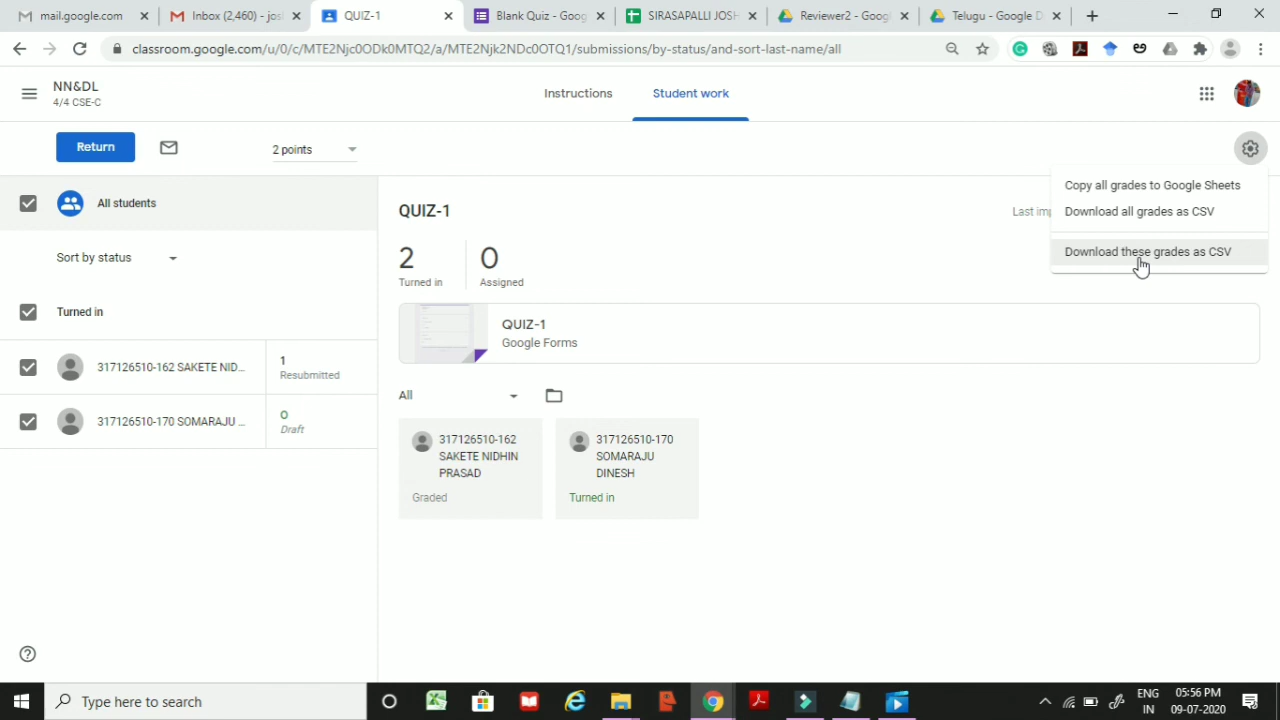 mail.google.com
Inbox (2,460) - josl
QUIZ-1
Blank Quiz - Goog
SIRASAPALLI JOSH
Reviewer2 - Googl
Telugu - Google D
classroom.google.com/u/0/c/MTE2Njc0ODk0MTQ2/a/MTE2Njk2NDc0OTQ1/submissions/by-status/and-sort-last-name/all
NN&DL
4/4 CSE-C
Instructions
Student work
Return
2 points
Copy all grades to Google Sheets
Download all grades as CSV
Download these grades as CSV
All students
QUIZ-1
Last imp
Sort by status
2
Turned in
0
Assigned
Turned in
QUIZ-1
Google Forms
317126510-162 SAKETE NID...
1
Resubmitted
317126510-170 SOMARAJU ...
0
Draft
All
317126510-162
SAKETE NIDHIN
PRASAD
Graded
317126510-170
SOMARAJU
DINESH
Turned in
Type here to search
ENG
IN
05:56 PM
09-07-2020